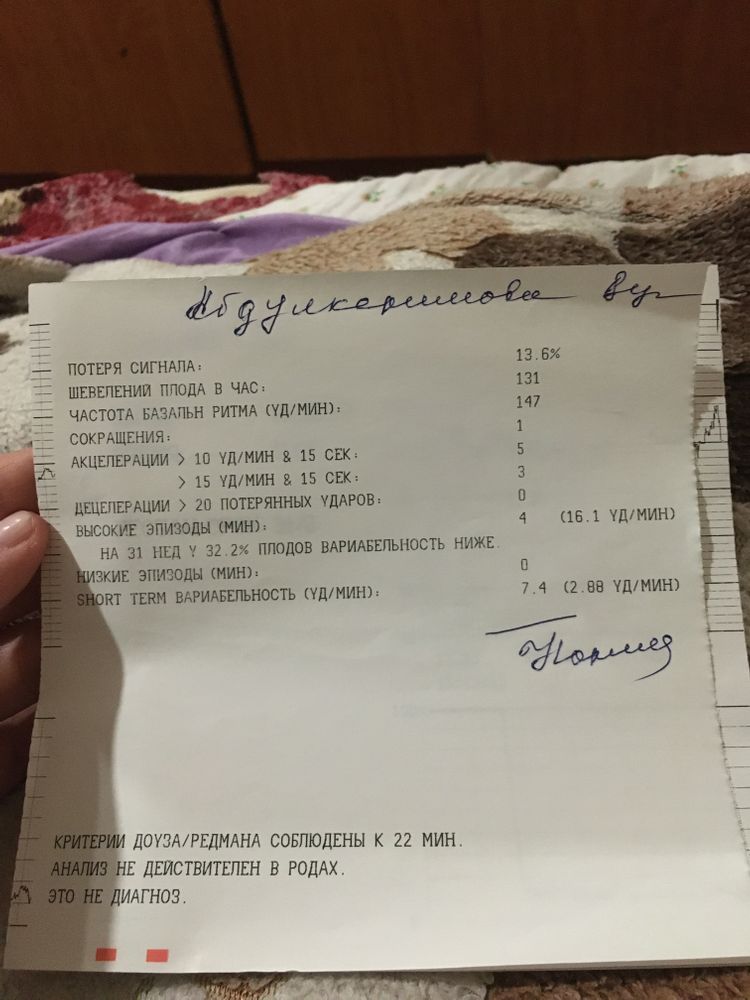 Абдулкеримова
ПОТЕРЯ СИГНАЛА: 13.6%
ШЕВЕЛЕНИЙ ПЛОДА В ЧАС: 131
ЧАСТОТА БАЗАЛЬН РИТМА (УД/МИН): 147
СОКРАЩЕНИЯ: 1
АКЦЕЛЕРАЦИИ > 10 УД/МИН & 15 СЕК: 5
> 15 УД/МИН & 15 СЕК: 3
ДЕЦЕЛЕРАЦИИ > 20 ПОТЕРЯННЫХ УДАРОВ: 0
ВЫСОКИЕ ЭПИЗОДЫ (МИН): 4 (16.1 УД/МИН)
НА 31 НЕД У 32.2% ПЛОДОВ ВАРИАБЕЛЬНОСТЬ НИЖЕ.
НИЗКИЕ ЭПИЗОДЫ (МИН): 0
SHORT TERM ВАРИАБЕЛЬНОСТЬ (УД/МИН): 7.4 (2.88 УД/МИН)
Норма
КРИТЕРИИ ДОУЗА/РЕДМАНА СОБЛЮДЕНЫ К 22 МИН.
АНАЛИЗ НЕ ДЕЙСТВИТЕЛЕН В РОДАХ.
ЭТО НЕ ДИАГНОЗ.